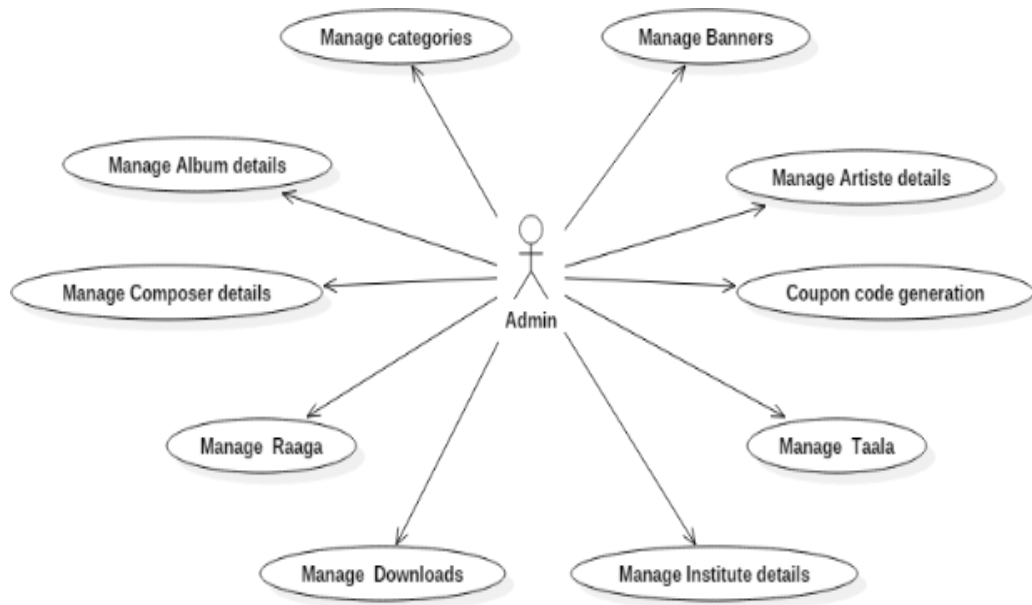 Manage categories
Manage Banners
Manage Album details
Manage Artiste details
Manage Composer details
Coupon code generation
Admin
Manage Raaga
Manage Taala
Manage Downloads
Manage Institute details